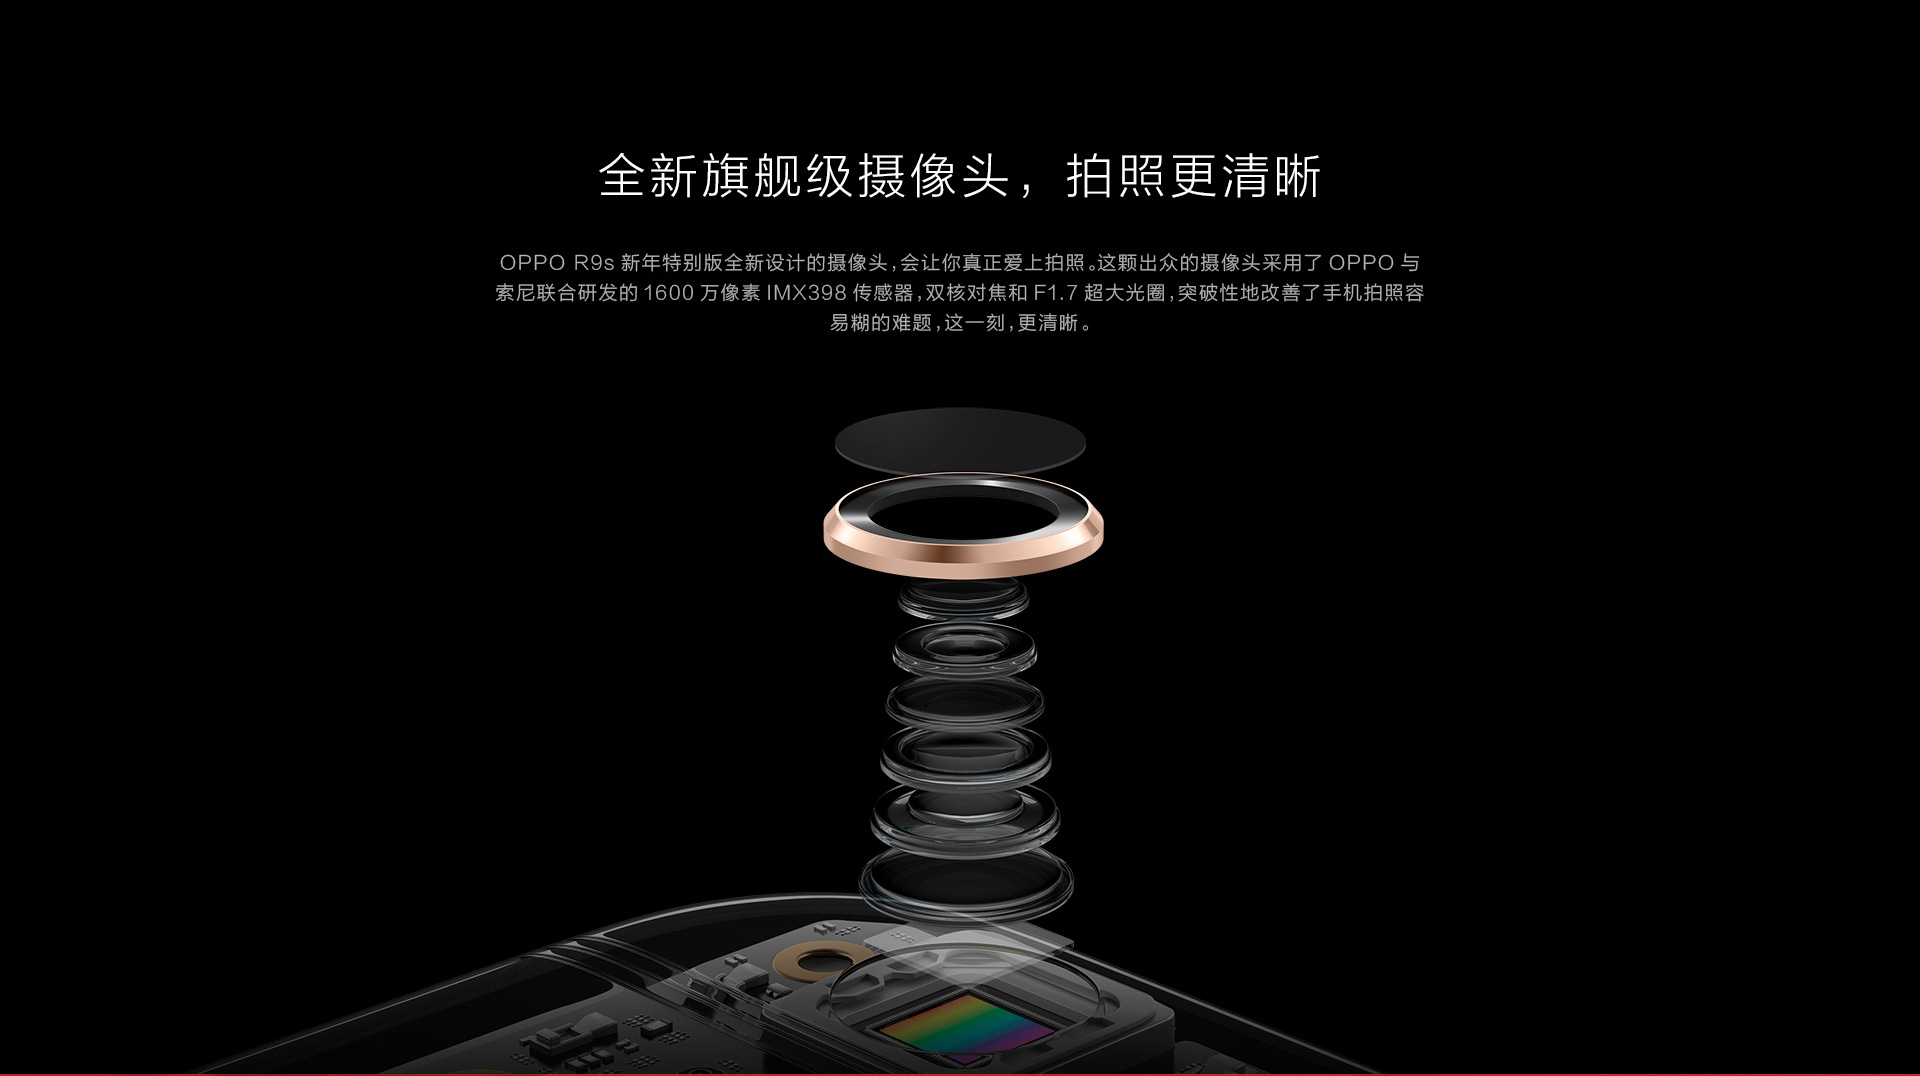 全新旗舰级摄像头，拍照更清晰
OPPO R9s 新年特别版全新设计的摄像头，会让你真正爱上拍照。这颗出众的摄像头采用了 OPPO 与
索尼联合研发的 1600 万像素 IMX398 传感器，双核对焦和 F1.7 超大光圈，突破性地改善了手机拍照容
易糊的难题，这一刻，更清晰。